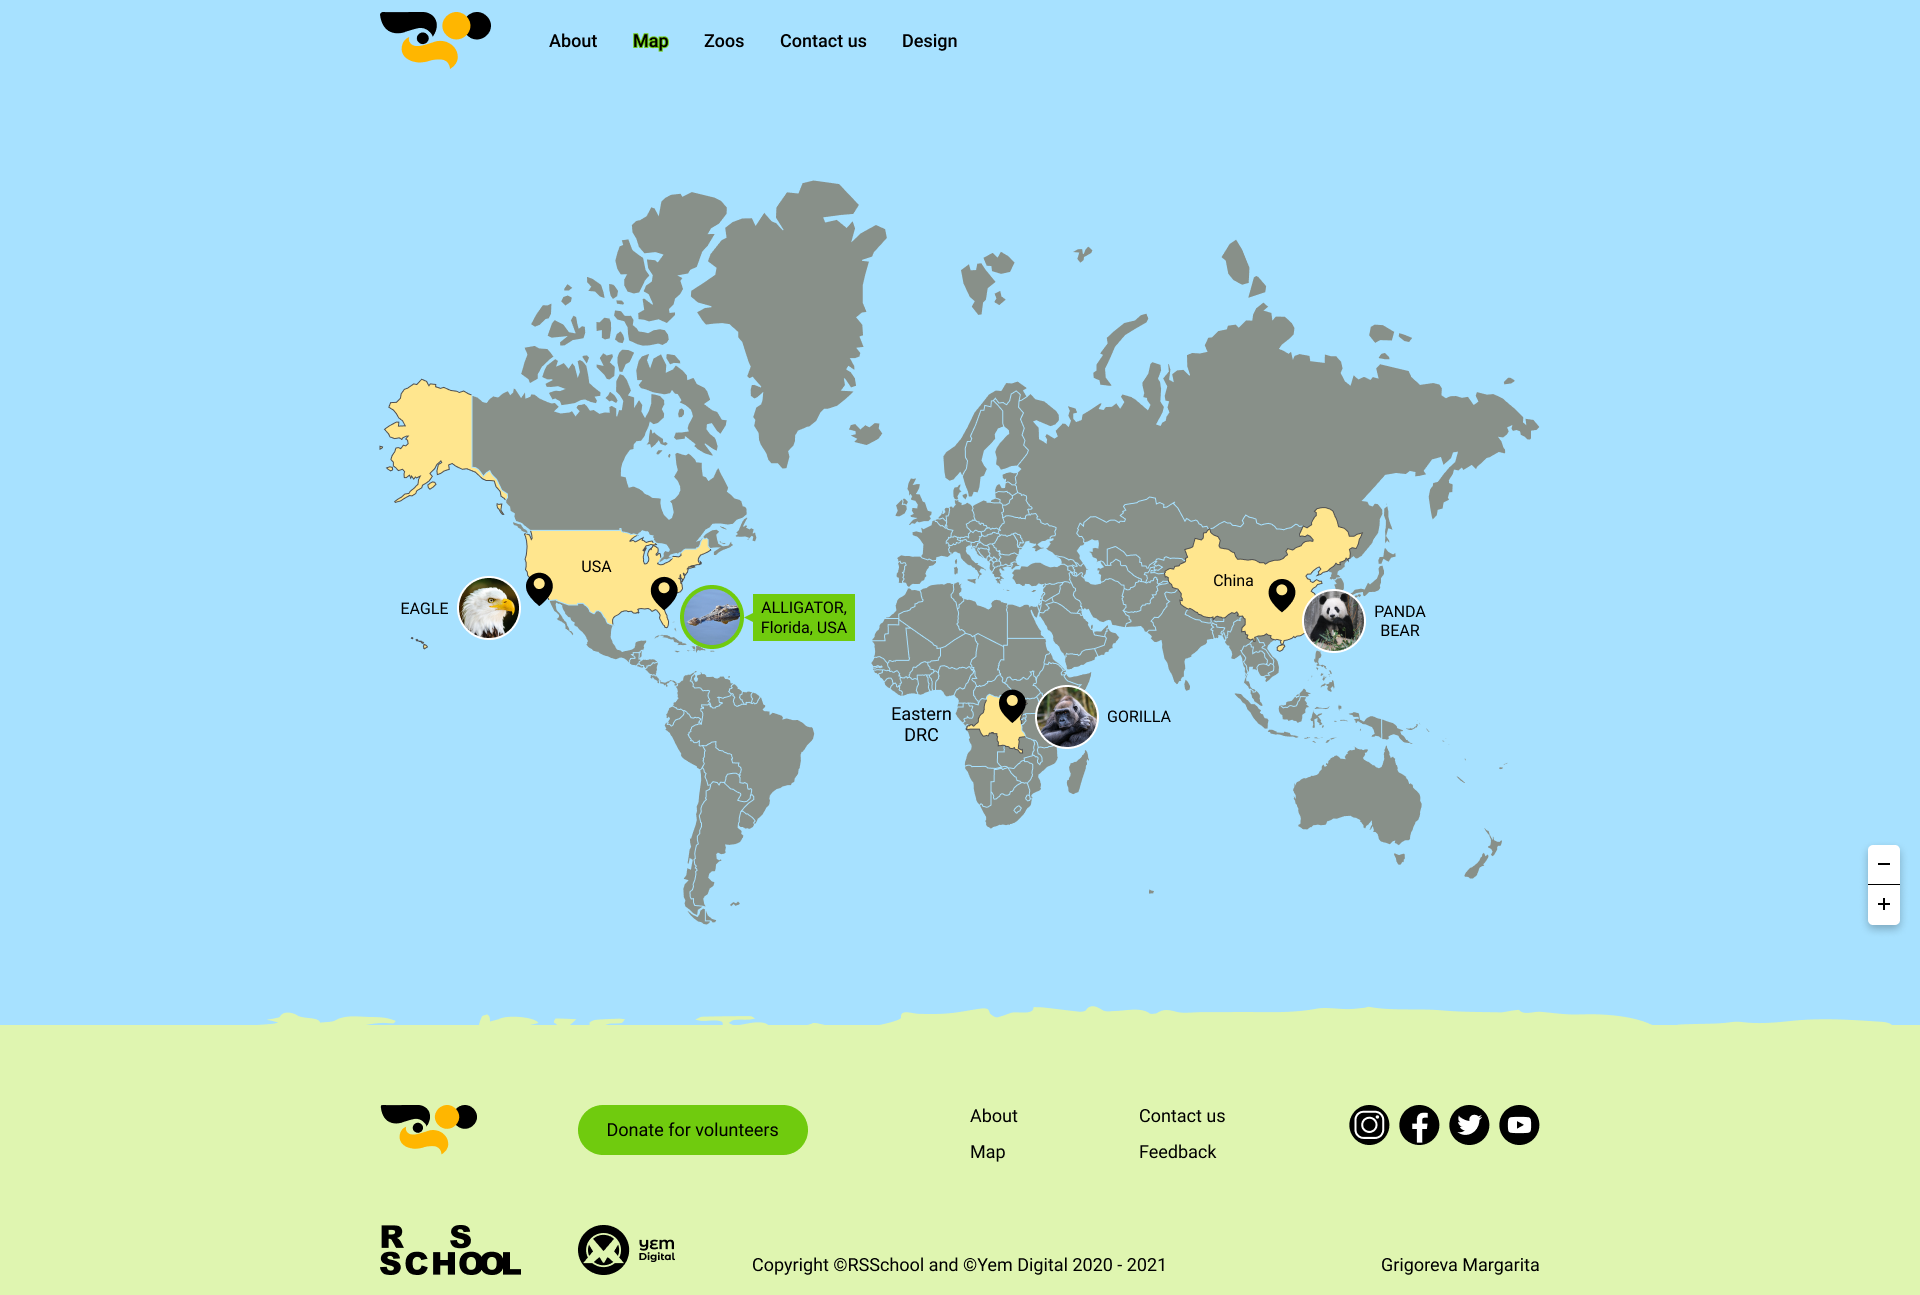 About
Map
Zoos
Contact us
Design
USA
EAGLE
ALLIGATOR,
Florida, USA
China
PANDA
BEAR
Eastern
DRC
GORILLA
Donate for volunteers
About
Contact us
Map
Feedback
R S
SCHOOL
yem
Digital
Copyright ©RSSchool and ©Yem Digital 2020 - 2021
Grigoreva Margarita